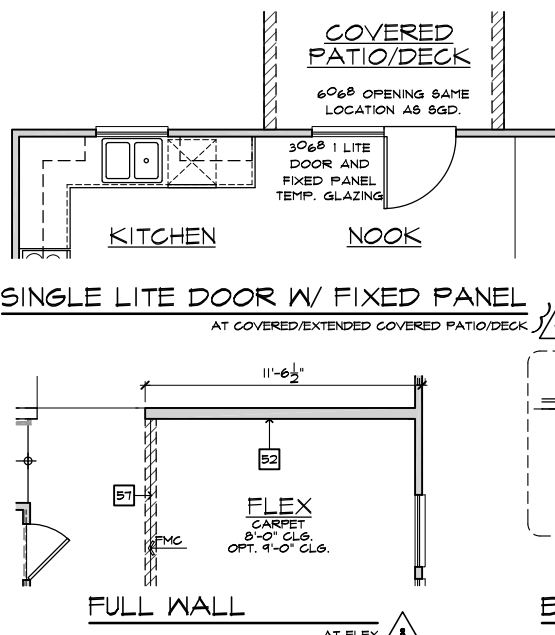 COVERED
PATIO/DECK
6068 OPENING SAME
LOCATION AS SGD.
3068 1 LITE
DOOR AND
FIXED PANEL
TEMP. GLAZING
KITCHEN
NOOK
SINGLE LITE DOOR W/ FIXED PANEL
AT COVERED/EXTENDED COVERED PATIO/DECK
11'-6½"
52
57
FLEX
CARPET
8'-0" CLG.
OPT. 9'-0" CLG.
FMC
FULL WALL
AT FLEX